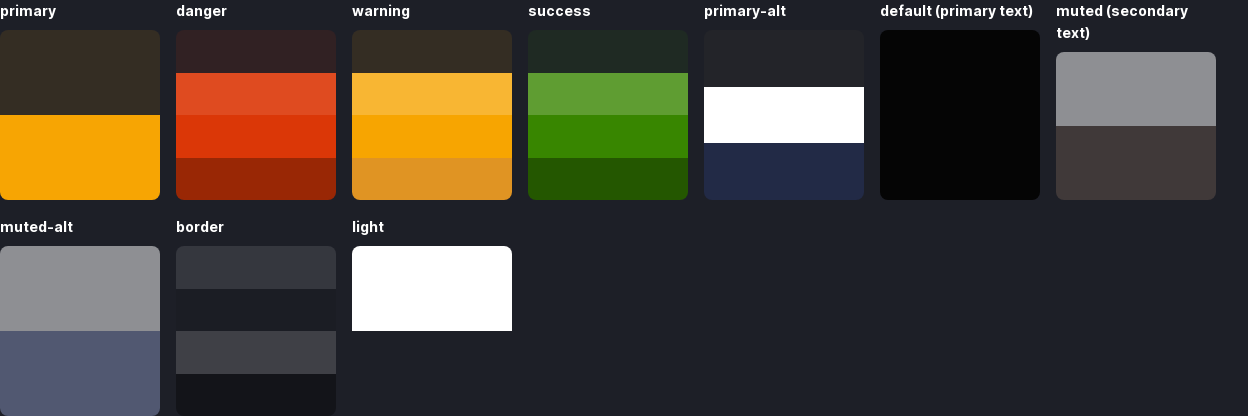 primary
danger
warning
success
primary-alt
default (primary text)
muted (secondary
text)
muted-alt
border
light